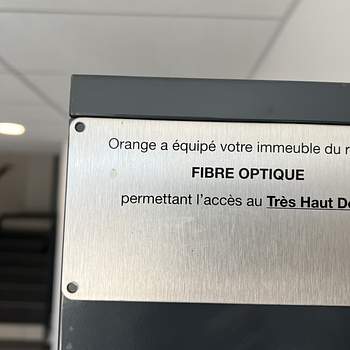 Orange a équipé votre immeuble du
FIBRE OPTIQUE
permettant l'accès au Très Haut